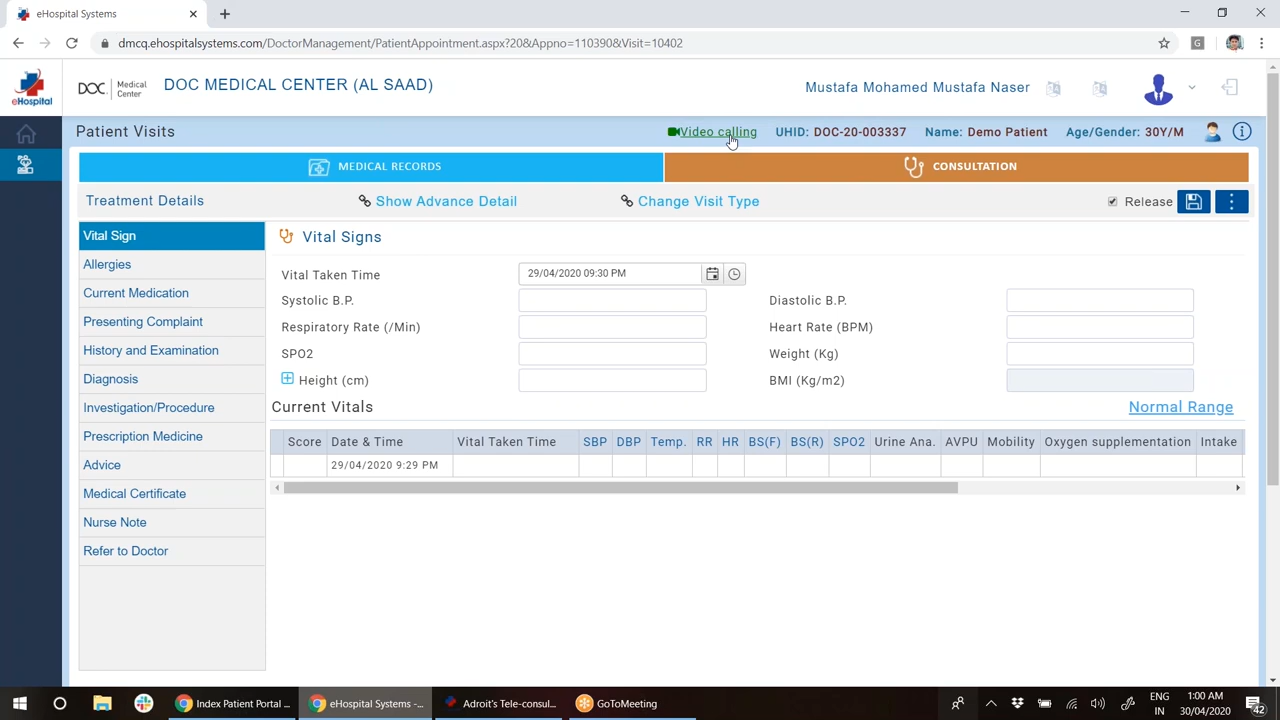 eHospital Systems
dmcq.ehospitalsystems.com/DoctorManagement/PatientAppointment.aspx?20&Appno=110390&Visit=10402
G
eHospital
DOC Medical Center
DOC MEDICAL CENTER (AL SAAD)
Mustafa Mohamed Mustafa Naser
Patient Visits
Video calling
UHID: DOC-20-003337
Name: Demo Patient
Age/Gender: 30Y/M
MEDICAL RECORDS
CONSULTATION
Treatment Details
Show Advance Detail
Change Visit Type
Release
Vital Sign
Allergies
Current Medication
Presenting Complaint
History and Examination
Diagnosis
Investigation/Procedure
Prescription Medicine
Advice
Medical Certificate
Nurse Note
Refer to Doctor
Vital Signs
Vital Taken Time
29/04/2020 09:30 PM
Systolic B.P.
Diastolic B.P.
Respiratory Rate (/Min)
Heart Rate (BPM)
SPO2
Weight (Kg)
Height (cm)
BMI (Kg/m2)
Current Vitals
Normal Range
Score Date & Time Vital Taken Time SBP DBP Temp. RR HR BS(F) BS(R) SPO2 Urine Ana. AVPU Mobility Oxygen supplementation Intake
29/04/2020 9:29 PM
Index Patient Portal ...
eHospital Systems -...
Adroit's Tele-consul...
GoToMeeting
ENG
IN
1:00 AM
30/04/2020
42